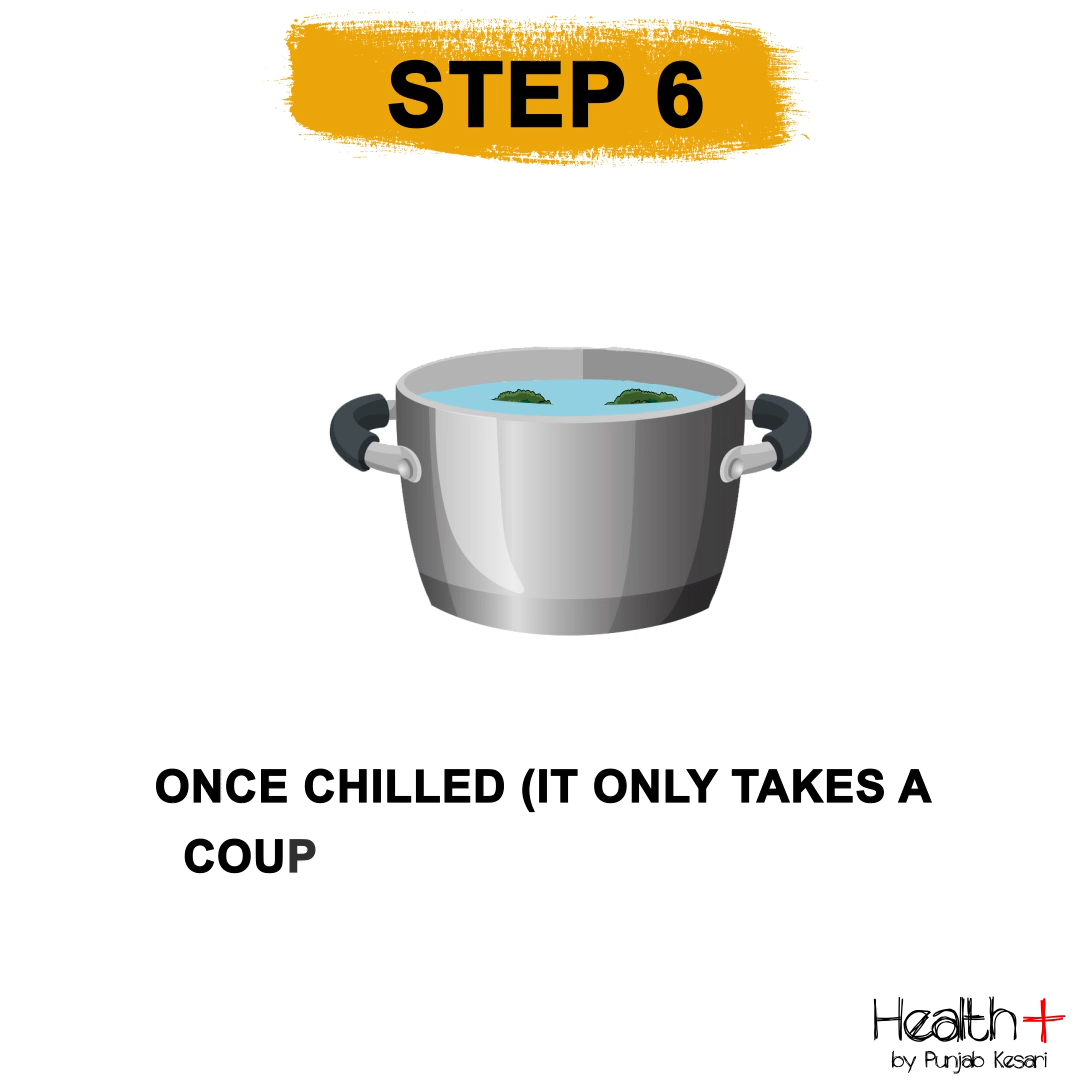 STEP 6
ONCE CHILLED (IT ONLY TAKES A
COUP
Health+
by Punjab Kesari